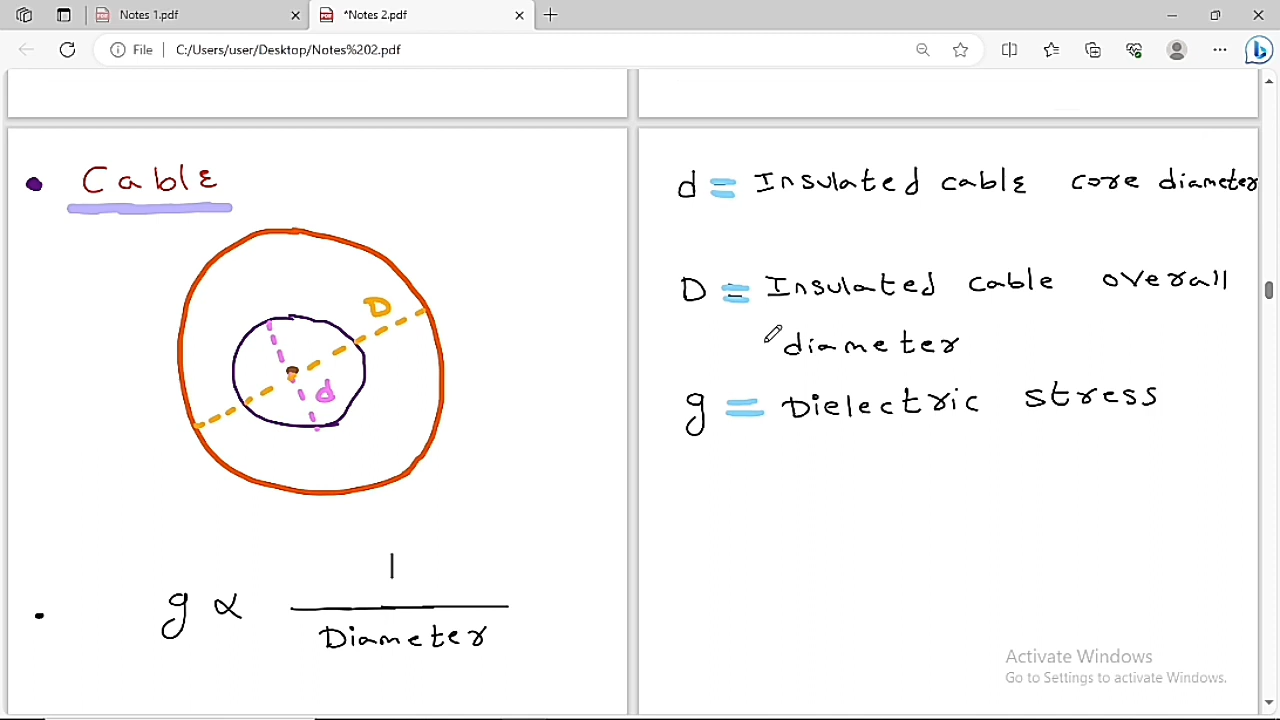 Notes 1.pdf
*Notes 2.pdf
File
C:/Users/user/Desktop/Notes%202.pdf
Cable
D
d
g ∝ 1 / Diameter
d = Insulated cable core diameter
D = Insulated cable overall
diameter
g = Dielectric stress
Activate Windows
Go to Settings to activate Windows.